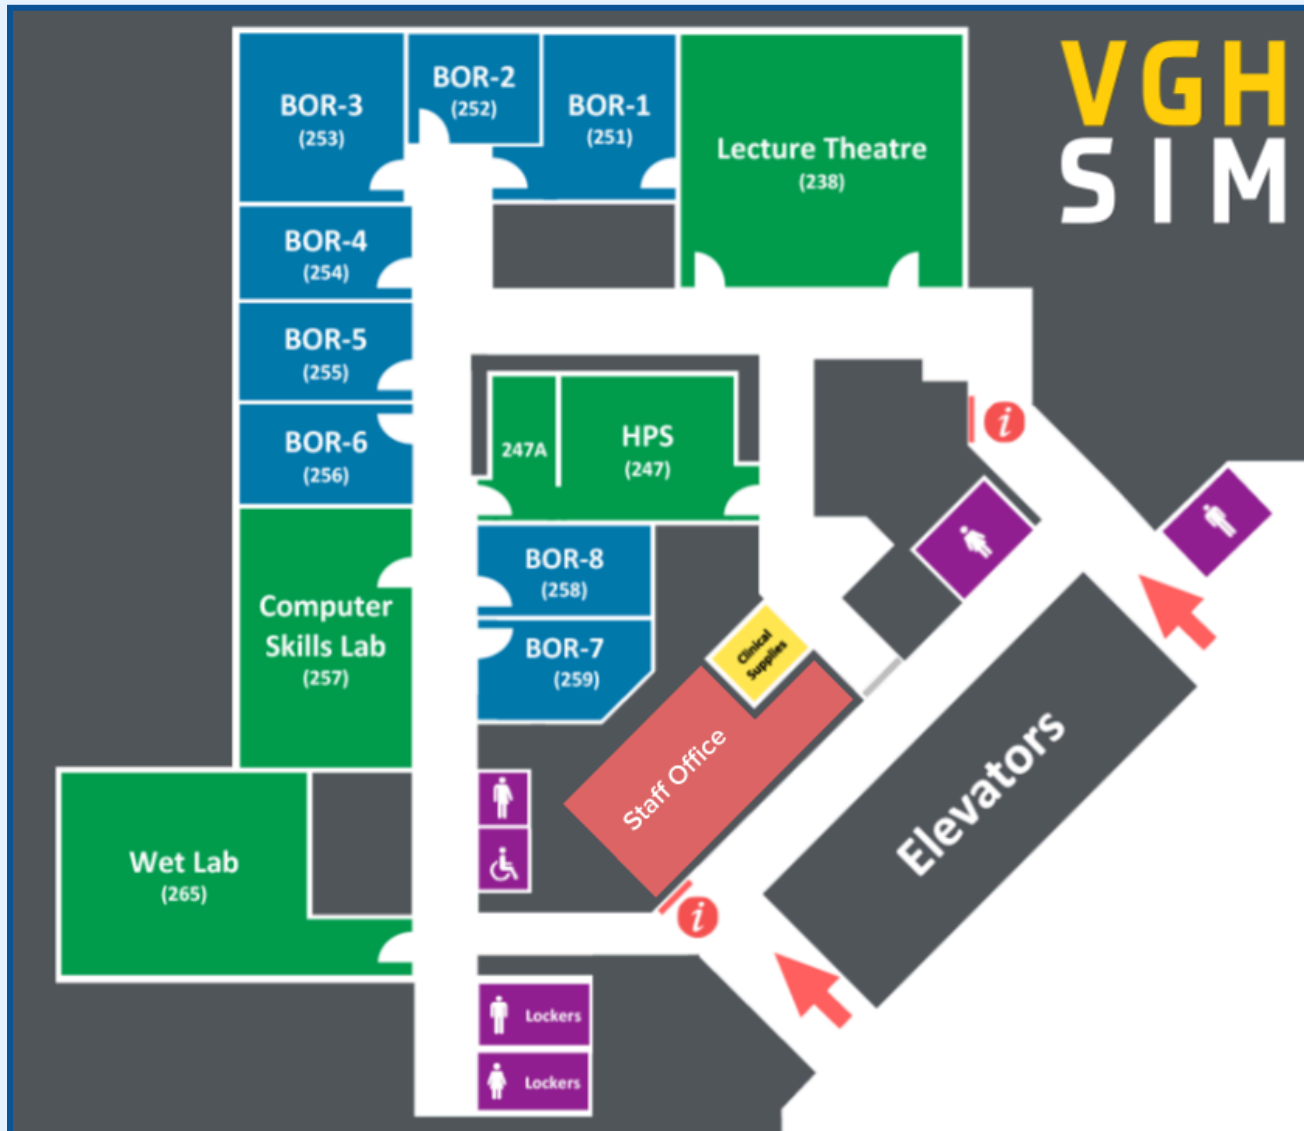 VGH
SIM
BOR-3
(253)
BOR-2
(252)
BOR-1
(251)
Lecture Theatre
(238)
BOR-4
(254)
BOR-5
(255)
BOR-6
(256)
247A
HPS
(247)
i
BOR-8
(258)
BOR-7
(259)
Computer
Skills Lab
(257)
Clinical
Supplies
Staff Office
Elevators
Wet Lab
(265)
i
Lockers
Lockers